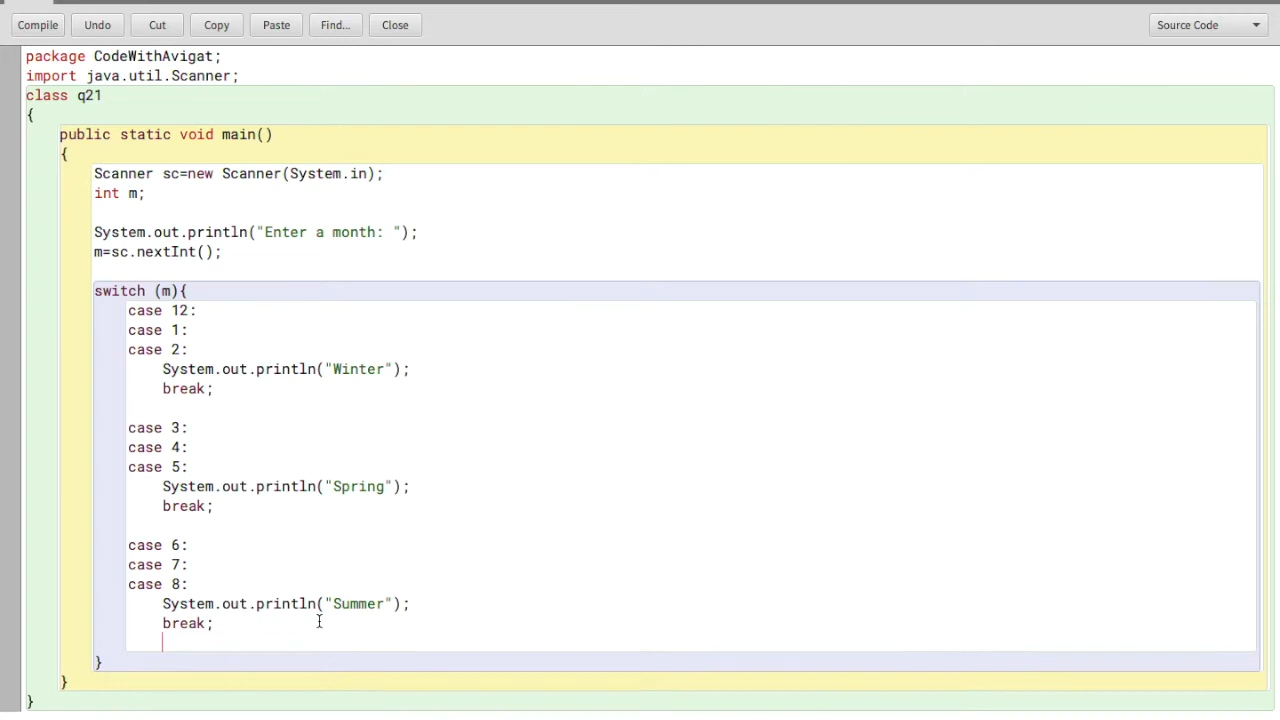 Compile Undo Cut Copy Paste Find... Close Source Code
package CodeWithAvigat;
import java.util.Scanner;
class q21
{
public static void main()
{
Scanner sc=new Scanner(System.in);
int m;
System.out.println("Enter a month: ");
m=sc.nextInt();
switch (m){
case 12:
case 1:
case 2:
System.out.println("Winter");
break;
case 3:
case 4:
case 5:
System.out.println("Spring");
break;
case 6:
case 7:
case 8:
System.out.println("Summer");
break;
}
}
}